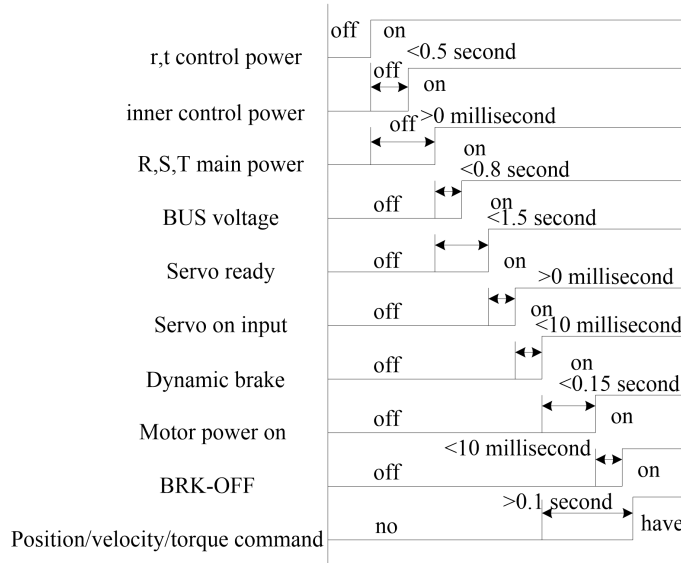 off on
r,t control power
<0.5 second
off on
inner control power
>0 millisecond
off
R,S,T main power
on
<0.8 second
BUS voltage
off
on
<1.5 second
Servo ready
off
on
>0 millisecond
Servo on input
off
on
<10 millisecond
Dynamic brake
off
on
<0.15 second
Motor power on
off
on
<10 millisecond
BRK-OFF
off
on
>0.1 second
Position/velocity/torque command
no
have